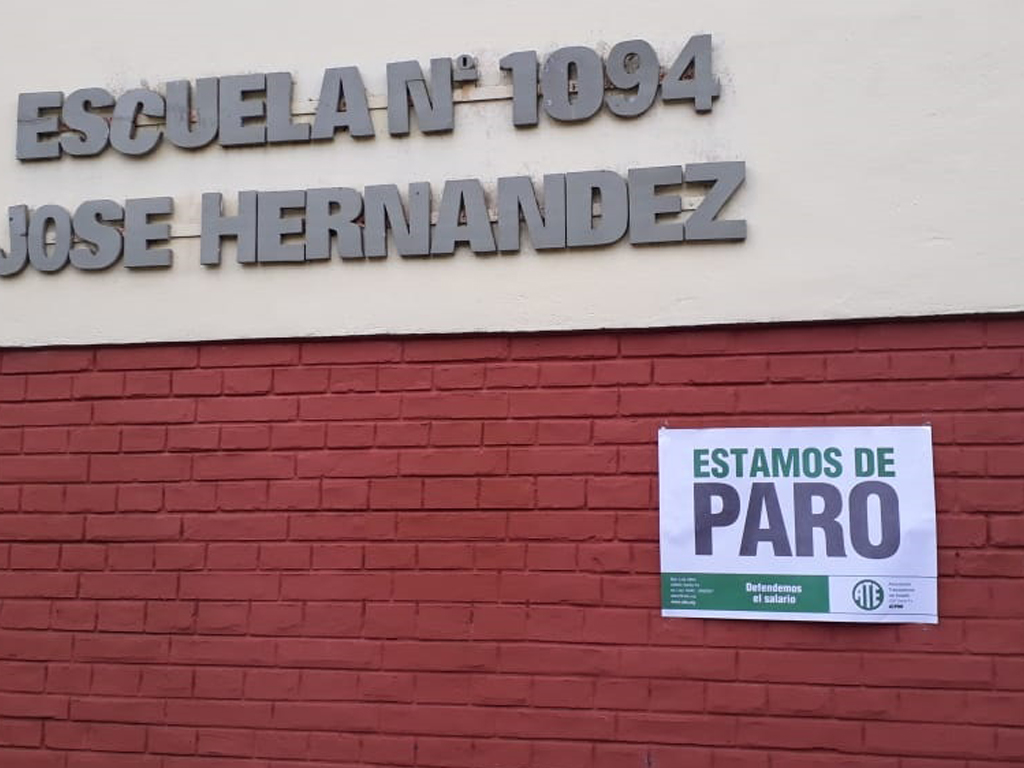 ESCUELA Nº 1094
JOSE HERNANDEZ
ESTAMOS DE
PARO
Defendemos
el salario
ATE